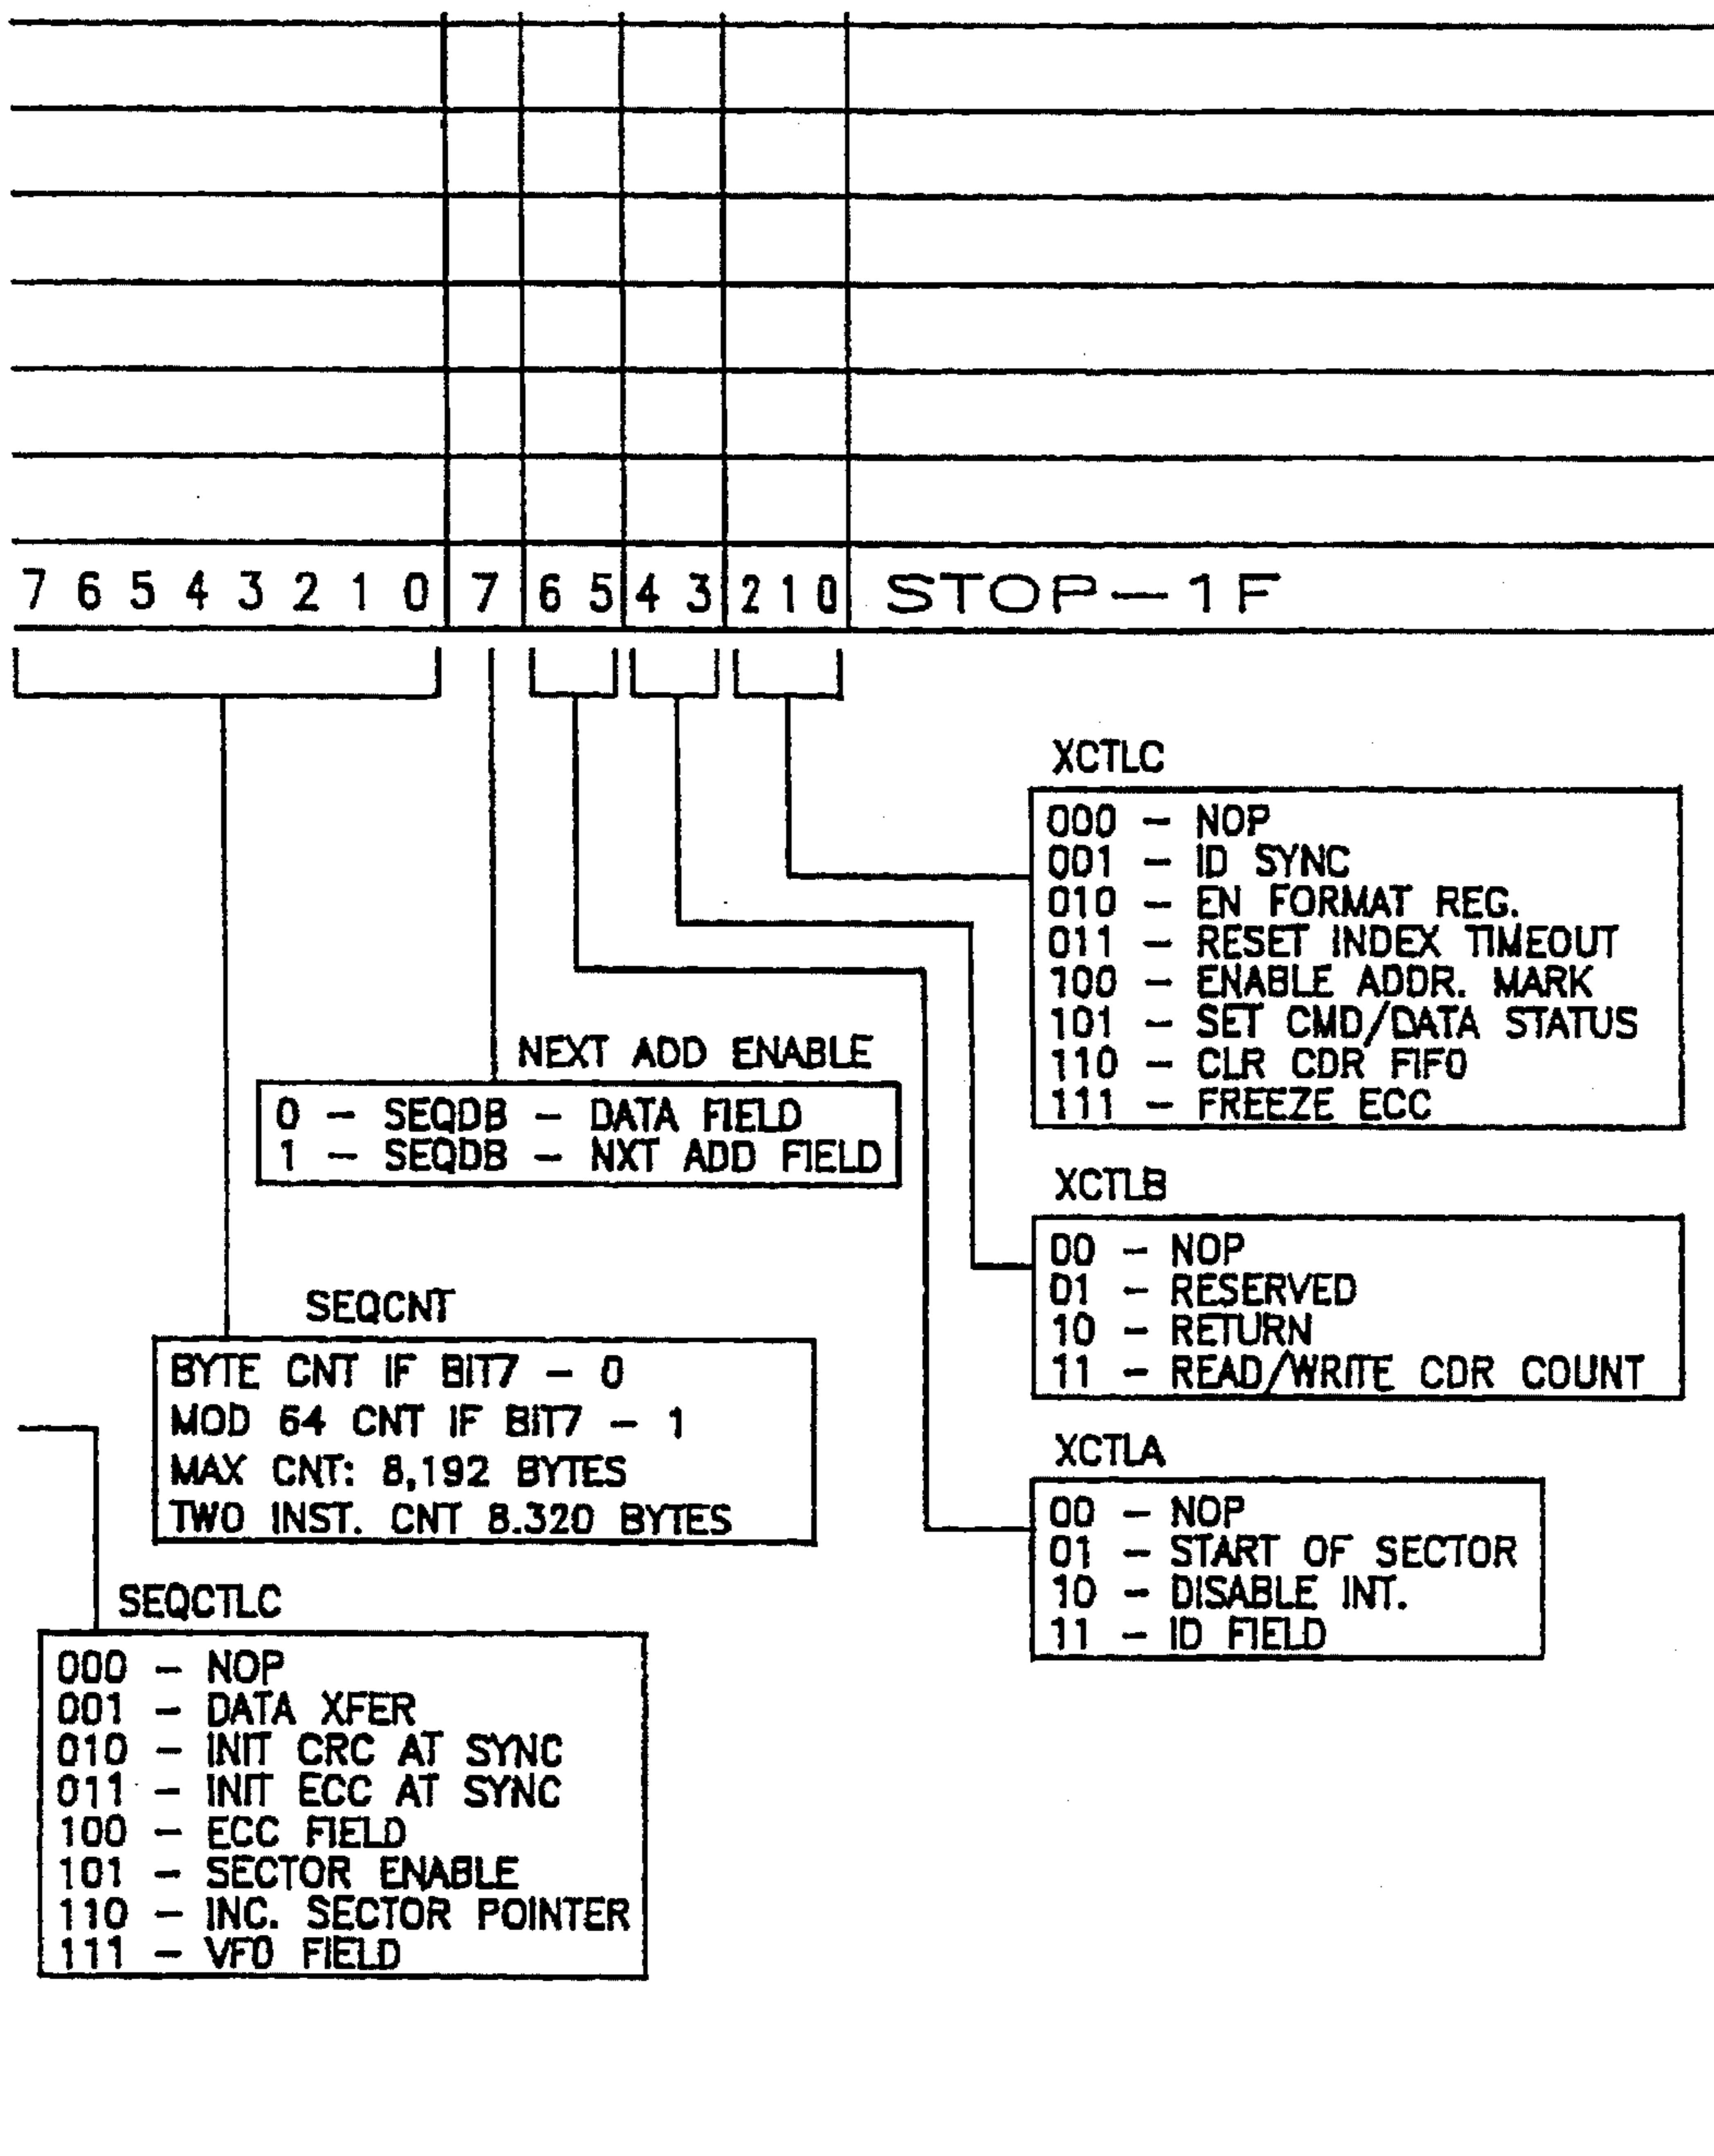 7 6 5 4 3 2 1 0 7 6 5 4 3 2 1 0 STOP-1F
XCTLC
000 - NOP
001 - ID SYNC
010 - EN FORMAT REG.
011 - RESET INDEX TIMEOUT
100 - ENABLE ADDR. MARK
101 - SET CMD/DATA STATUS
110 - CLR CDR FIFO
111 - FREEZE ECC
NEXT ADD ENABLE
0 - SEQDB - DATA FIELD
1 - SEQDB - NXT ADD FIELD
XCTLB
00 - NOP
01 - RESERVED
10 - RETURN
11 - READ/WRITE CDR COUNT
SEQCNT
BYTE CNT IF BIT7 - 0
MOD 64 CNT IF BIT7 - 1
MAX CNT: 8,192 BYTES
TWO INST. CNT 8.320 BYTES
XCTLA
00 - NOP
01 - START OF SECTOR
10 - DISABLE INT.
11 - ID FIELD
SEQCTLC
000 - NOP
001 - DATA XFER
010 - INIT CRC AT SYNC
011 - INIT ECC AT SYNC
100 - ECC FIELD
101 - SECTOR ENABLE
110 - INC. SECTOR POINTER
111 - VFO FIELD